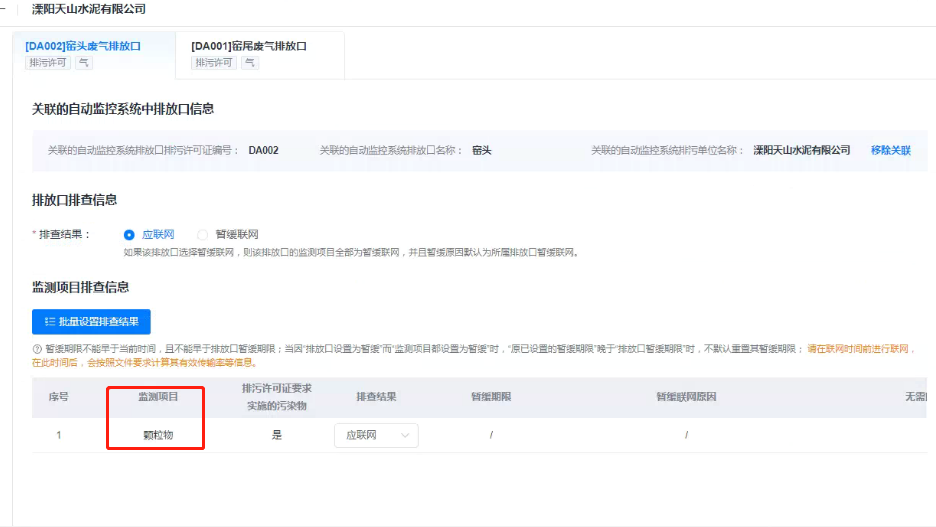 溧阳天山水泥有限公司
[DA002]窑头废气排放口
排污许可 气
[DA001]窑尾废气排放口
排污许可 气
关联的自动监控系统中排放口信息
关联的自动监控系统排放口排污许可证编号： DA002 关联的自动监控系统排放口名称： 窑头 关联的自动监控系统排污单位名称： 溧阳天山水泥有限公司 移除关联
排放口排查信息
* 排查结果： 应联网 暂缓联网
如果该排放口选择暂缓联网，则该排放口的监测项目全部为暂缓联网，并且暂缓原因默认为所属排放口暂缓联网。
监测项目排查信息
批量设置排查结果
暂缓期限不能早于当前时间，且不能早于排放口暂缓期限；当因“排放口设置为暂缓”而“监测项目都设置为暂缓”时，“原已设置的暂缓期限”晚于“排放口暂缓期限”时，不默认重置其暂缓期限； 请在联网时间前进行联网，
在此时间后，会按照文件要求计算其有效传输率等信息。
序号 监测项目 排污许可证要求 排查结果 暂缓期限 暂缓联网原因 无需
实施的污染物
1 颗粒物 是 应联网 / /